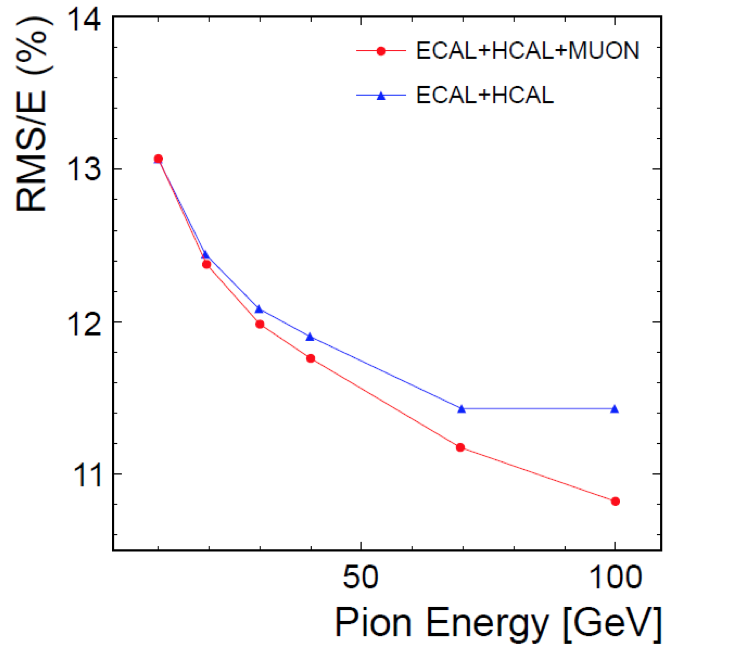 14
13
12
11
RMS/E (%)
ECAL+HCAL+MUON
ECAL+HCAL
50
100
Pion Energy [GeV]